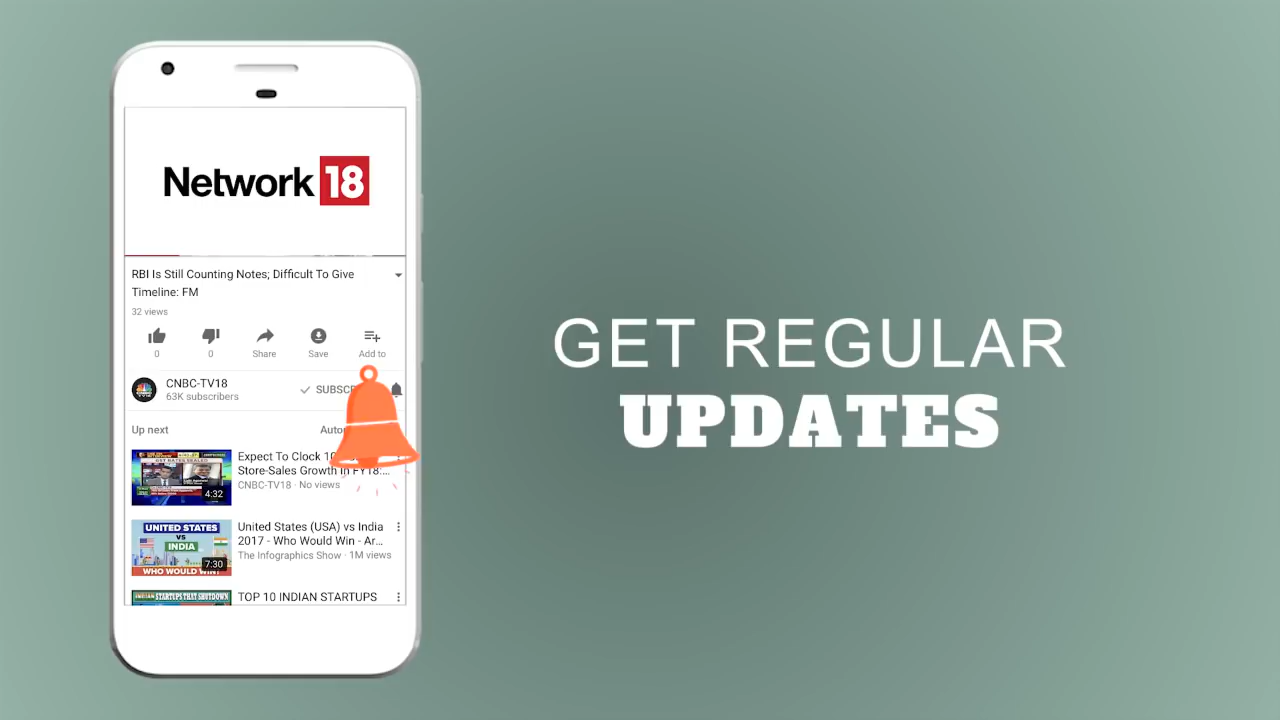 Network 18
RBI Is Still Counting Notes; Difficult To Give
Timeline: FM
32 views
0
0
Share
Save
Add to
CNBC-TV18
63K subscribers
SUBSC
Up next
Auto
Expect To Clock 10
Store-Sales Growth In FY18:...
CNBC-TV18 · No views
4:32
UNITED STATES
VS
INDIA
WHO WOULD WIN?
7:30
United States (USA) vs India
2017 - Who Would Win - Ar...
The Infographics Show · 1M views
INDIAN STARTUPS THAT SHUTDOWN
TOP 10 INDIAN STARTUPS
GET REGULAR
UPDATES